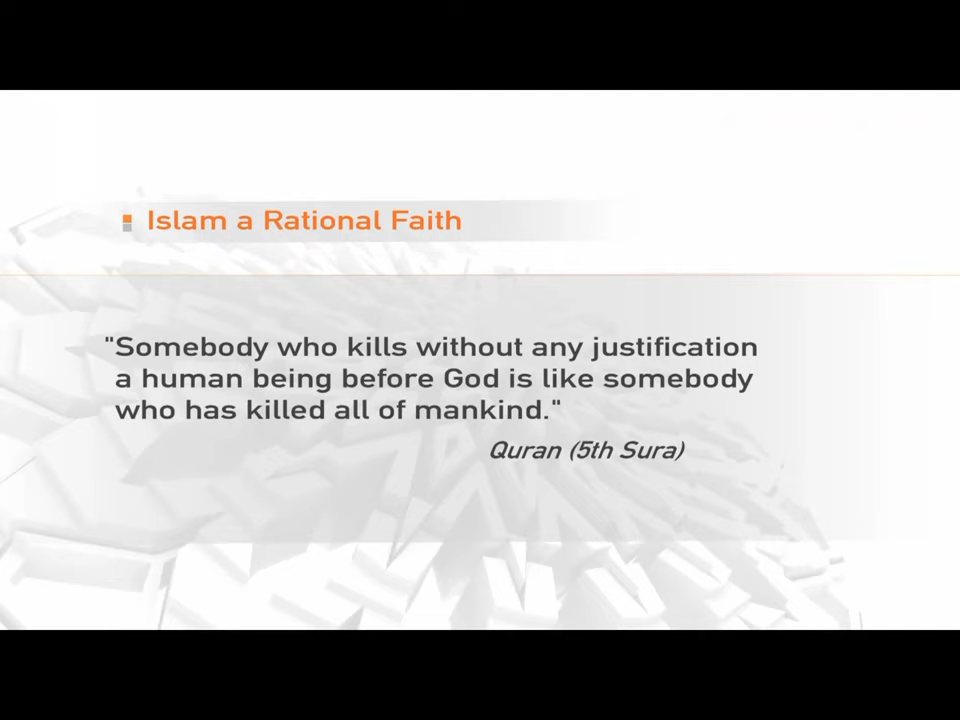 Islam a Rational Faith
"Somebody who kills without any justification
a human being before God is like somebody
who has killed all of mankind."
Quran (5th Sura)